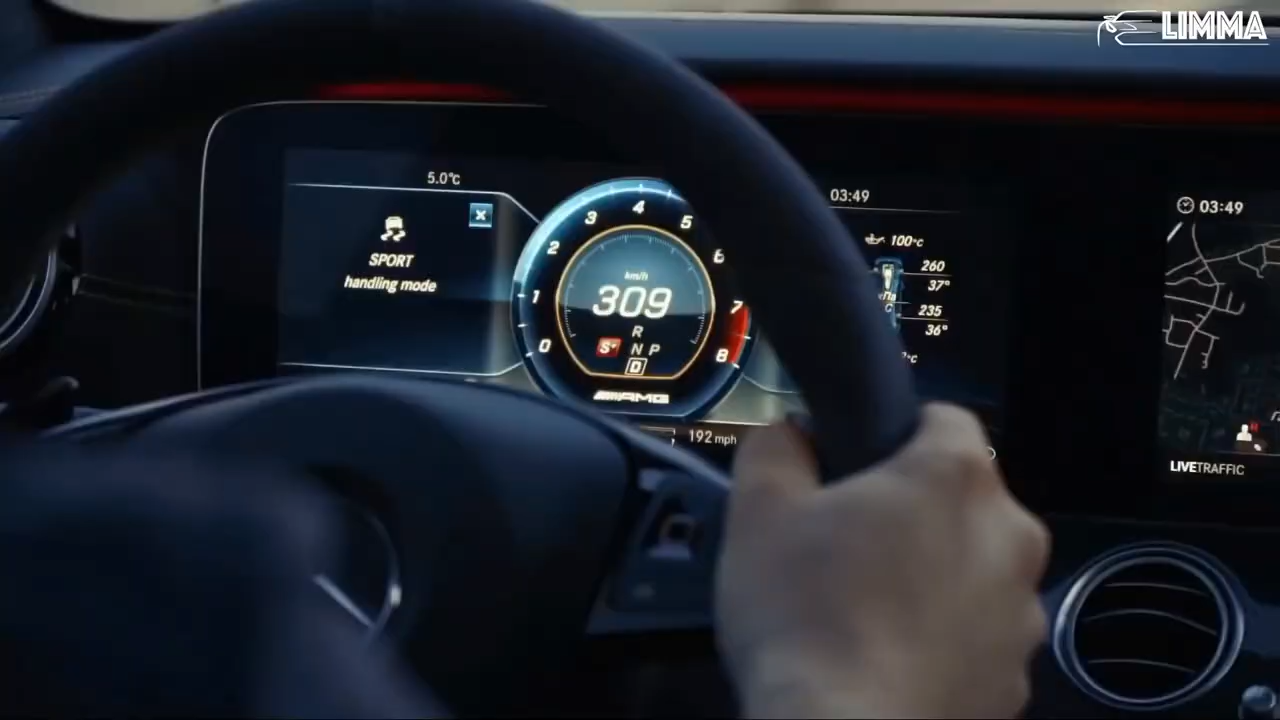 LIMMA
5.0°C
SPORT
handling mode
0
1
2
3
4
5
6
7
8
km/h
309
R
S+
N P
D
AMG
192 mph
03:49
100°C
260
37°
235
36°
03:49
LIVETRAFFIC